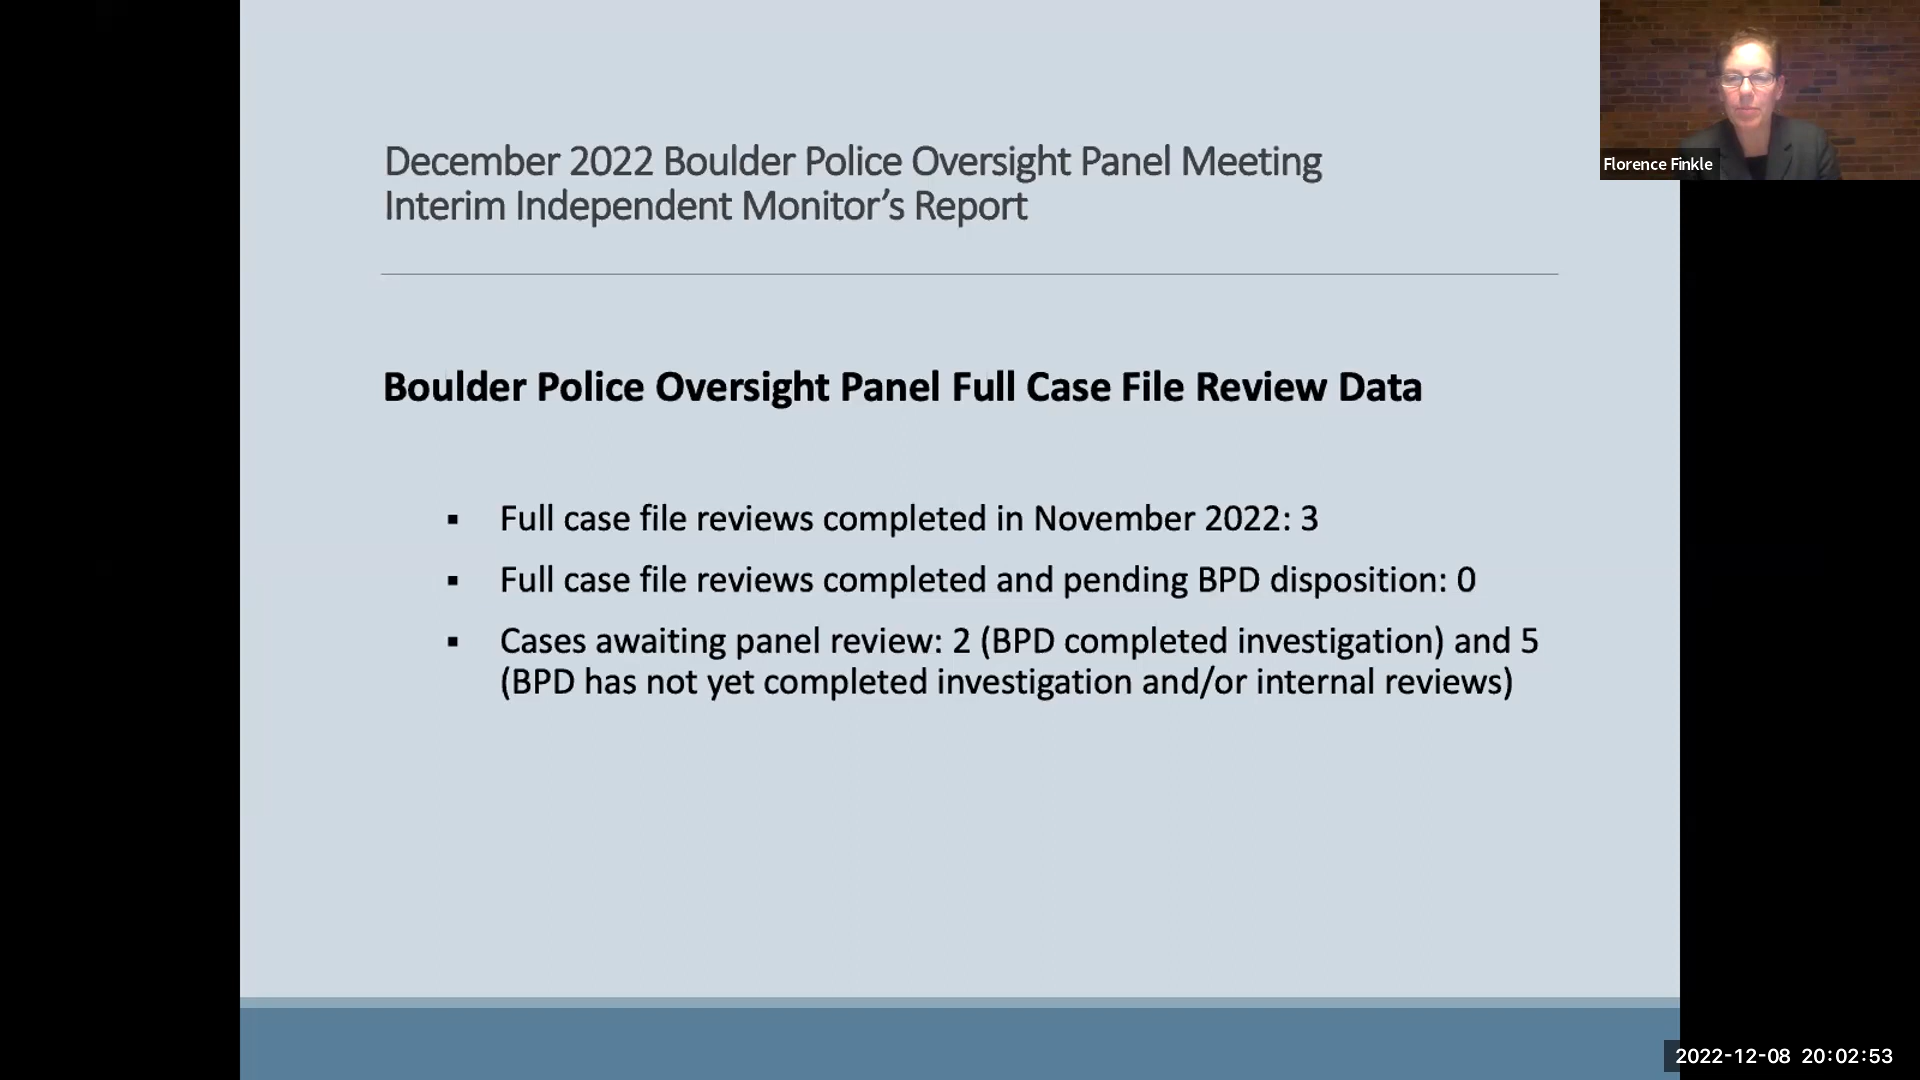 December 2022 Boulder Police Oversight Panel Meeting
Interim Independent Monitor's Report
Florence Finkle
Boulder Police Oversight Panel Full Case File Review Data
▪ Full case file reviews completed in November 2022: 3
▪ Full case file reviews completed and pending BPD disposition: 0
▪ Cases awaiting panel review: 2 (BPD completed investigation) and 5
(BPD has not yet completed investigation and/or internal reviews)
2022-12-08 20:02:53